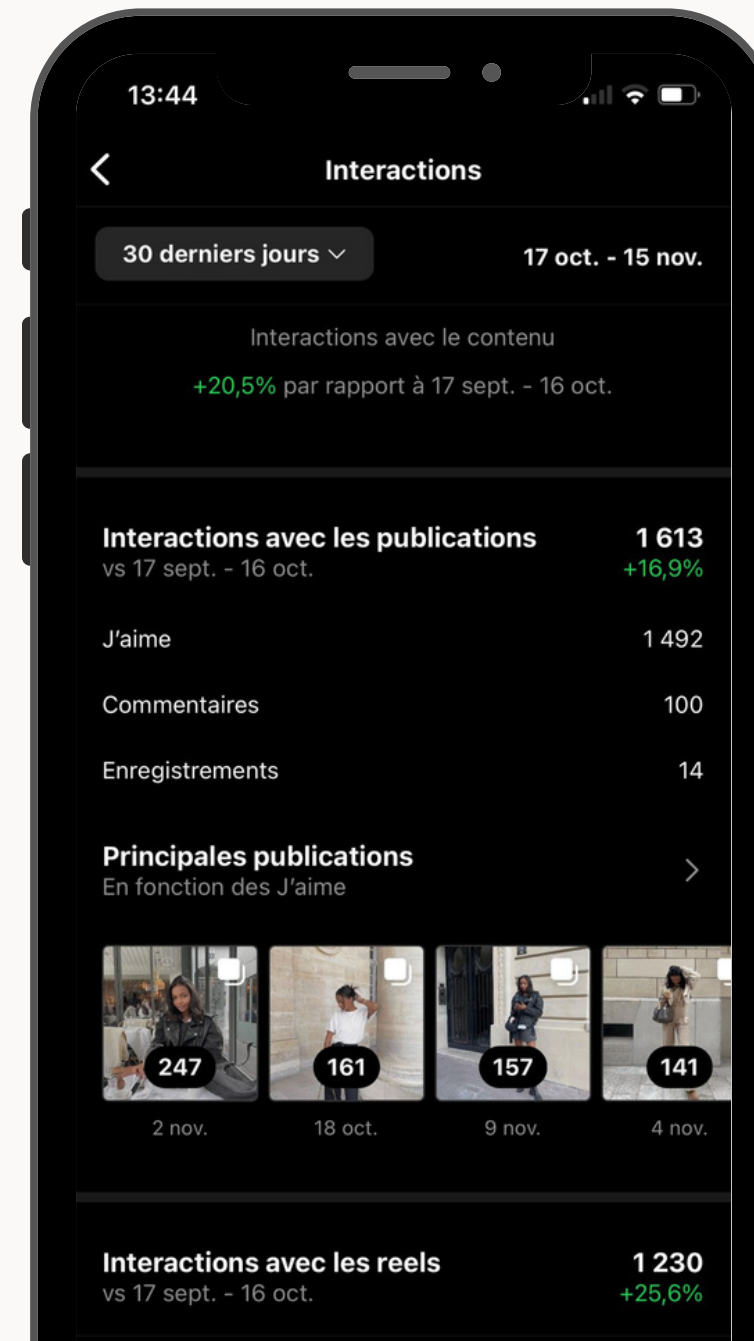 13:44
Interactions
30 derniers jours
17 oct. - 15 nov.
Interactions avec le contenu
+20,5% par rapport à 17 sept. - 16 oct.
Interactions avec les publications 1 613
vs 17 sept. - 16 oct. +16,9%
J’aime 1 492
Commentaires 100
Enregistrements 14
Principales publications
En fonction des J’aime
247 161 157 141
2 nov. 18 oct. 9 nov. 4 nov.
Interactions avec les reels 1 230
vs 17 sept. - 16 oct. +25,6%